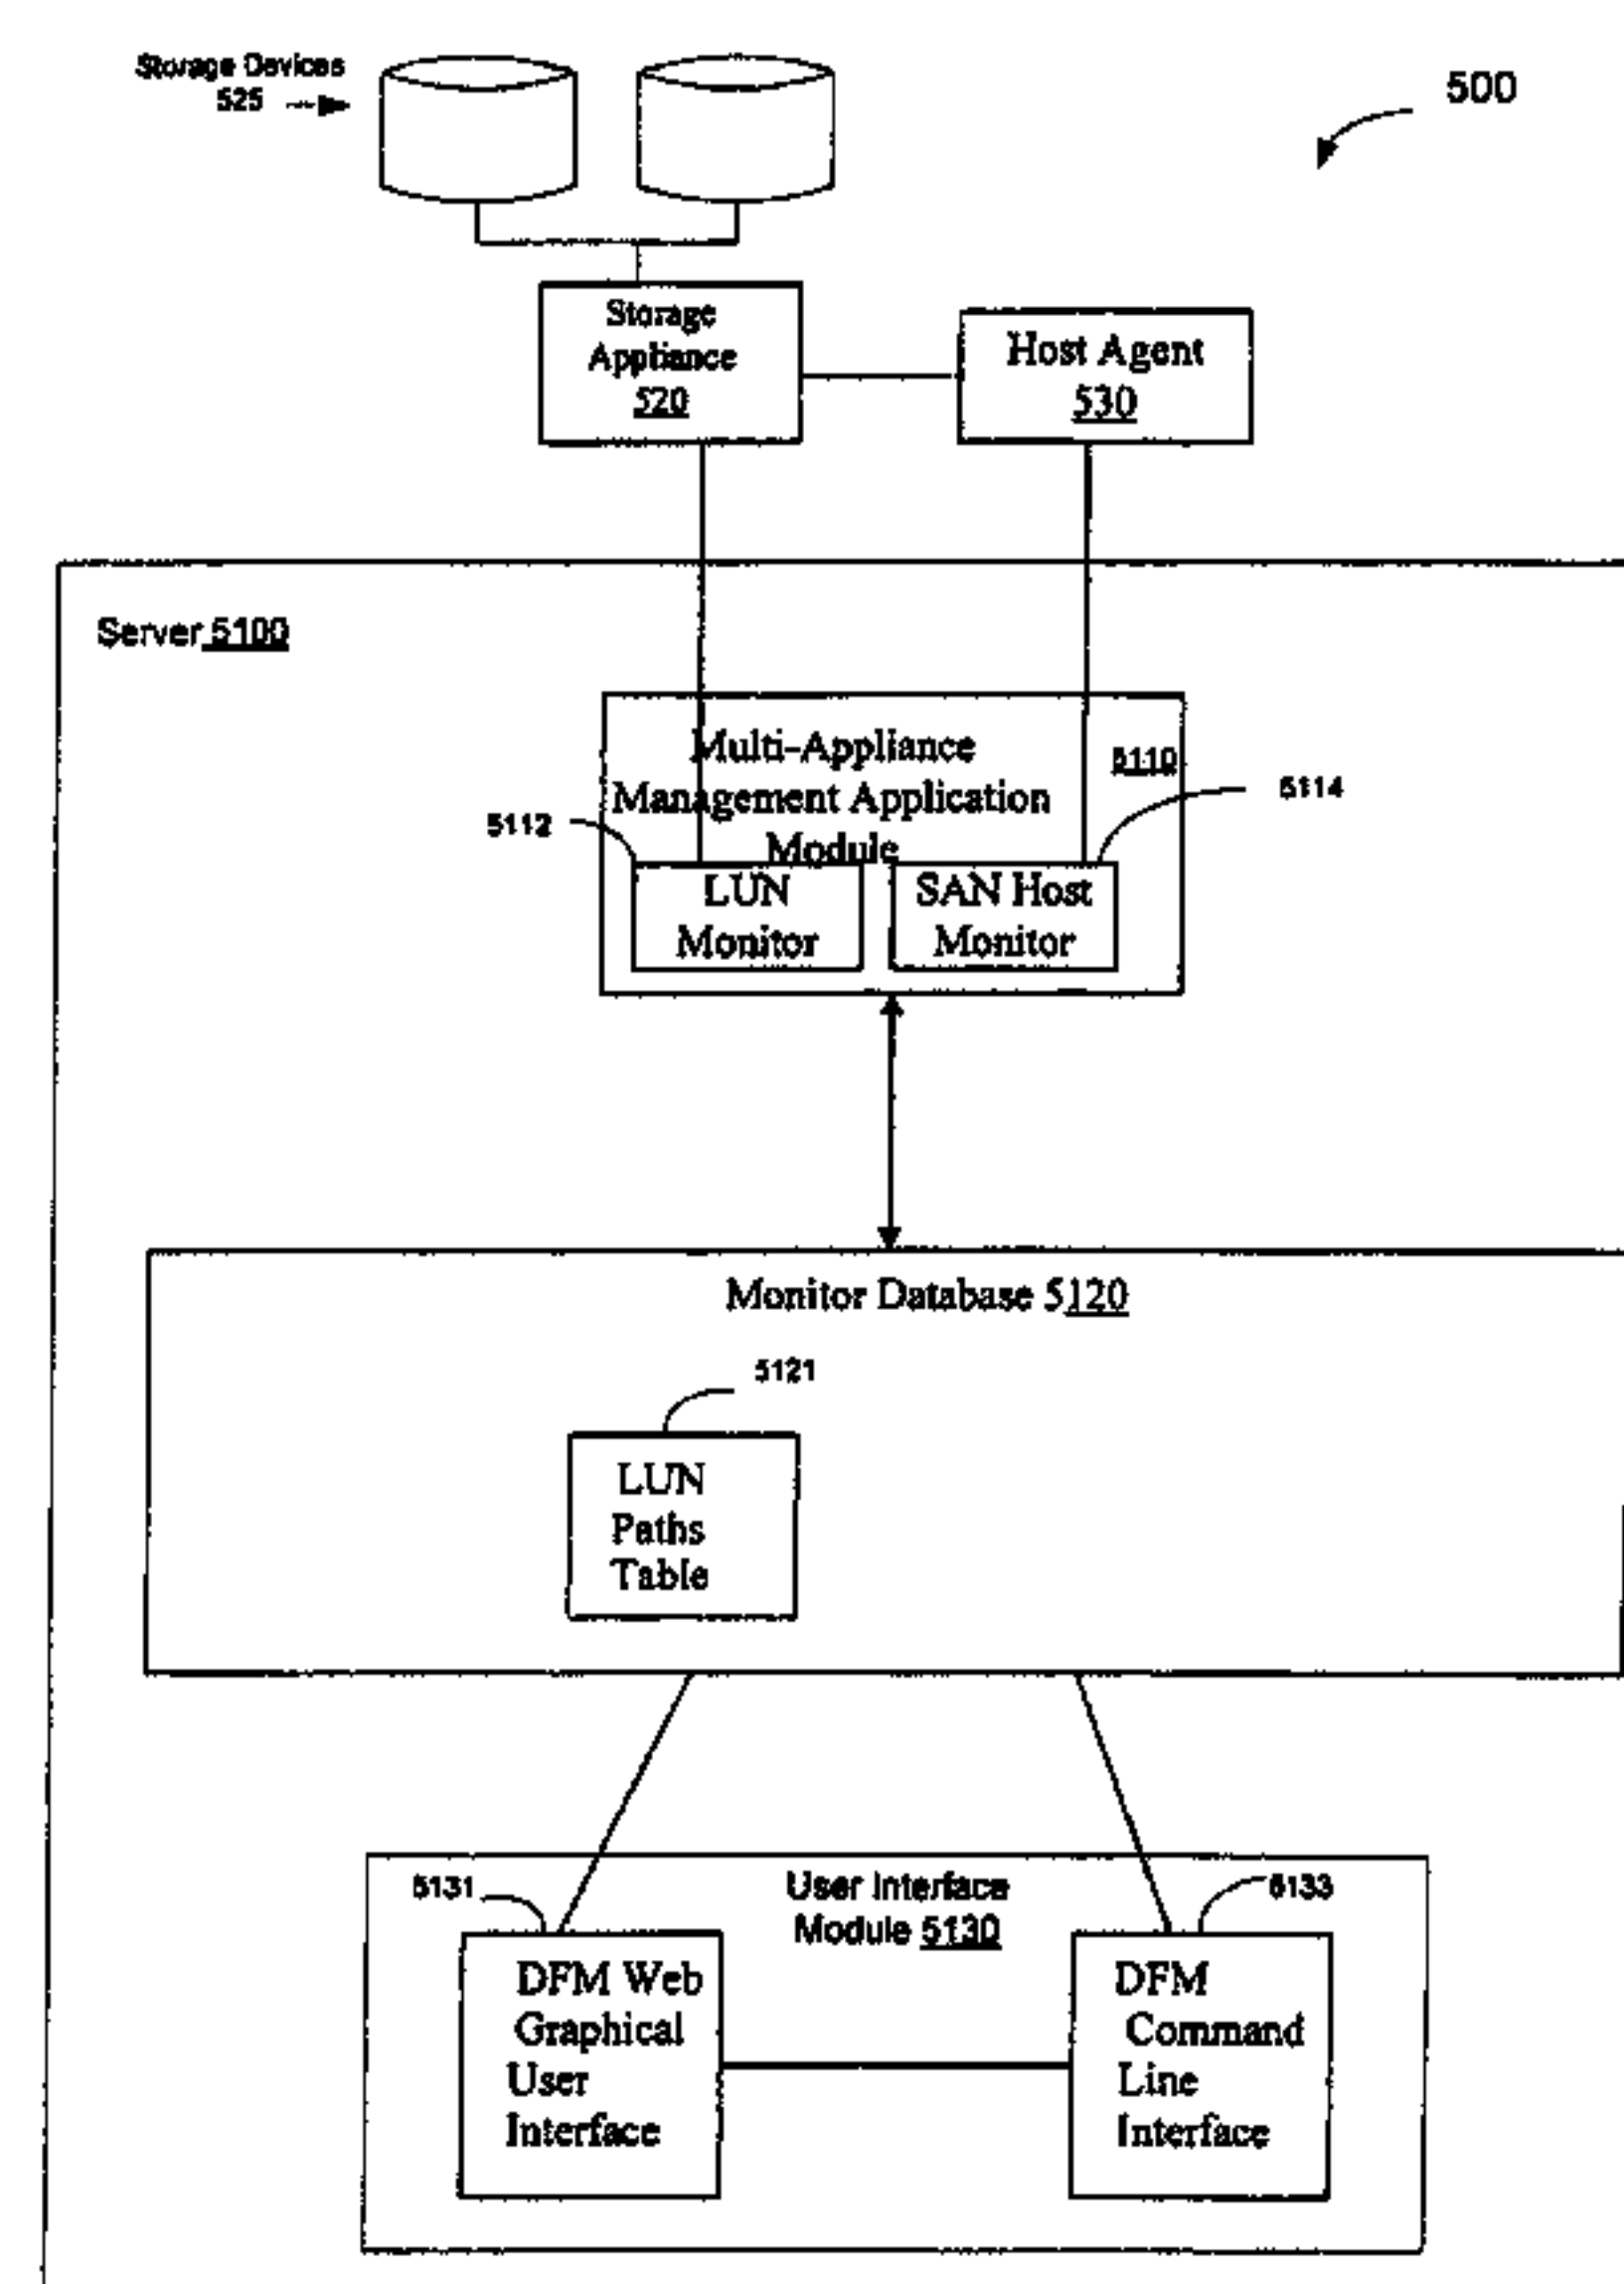 Storage Devices
525
500
Storage
Appliance
520
Host Agent
530
Server 5100
Multi-Appliance
Management Application
Module
5110
5114
5112
LUN
Monitor
SAN Host
Monitor
Monitor Database 5120
5121
LUN
Paths
Table
5131
User Interface
Module 5130
5133
DFM Web
Graphical
User
Interface
DFM
Command
Line
Interface